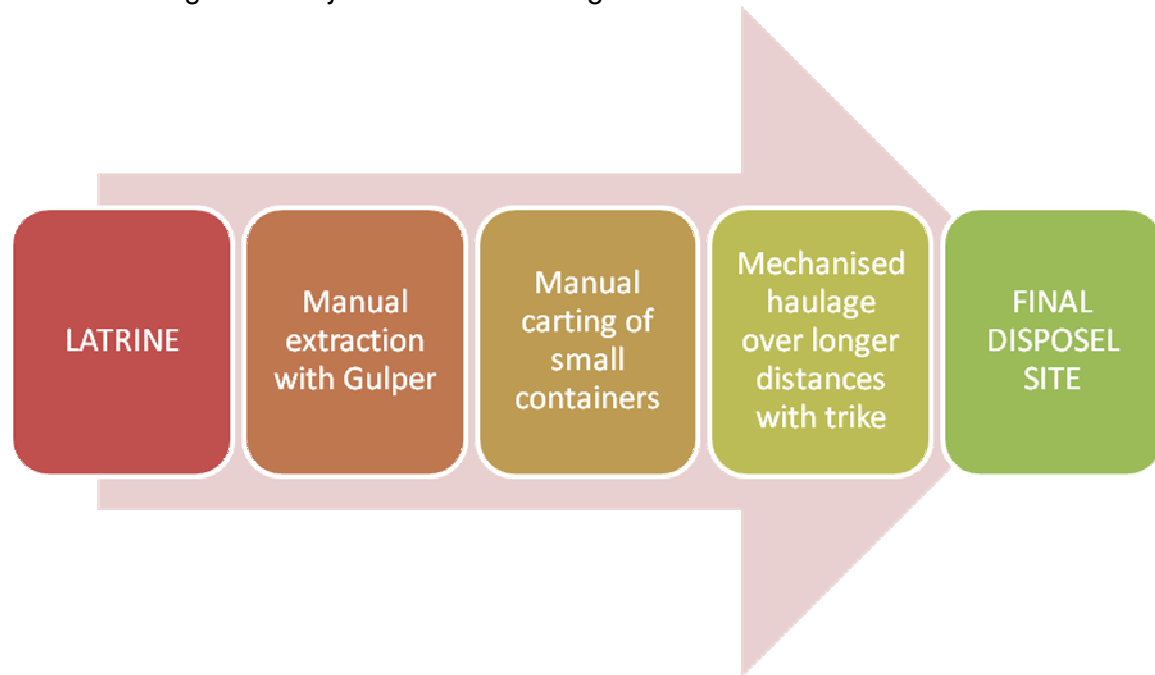 LATRINE
Manual
extraction
with Gulper
Manual
carting of
small
containers
Mechanised
haulage
over longer
distances
with trike
FINAL
DISPOSEL
SITE